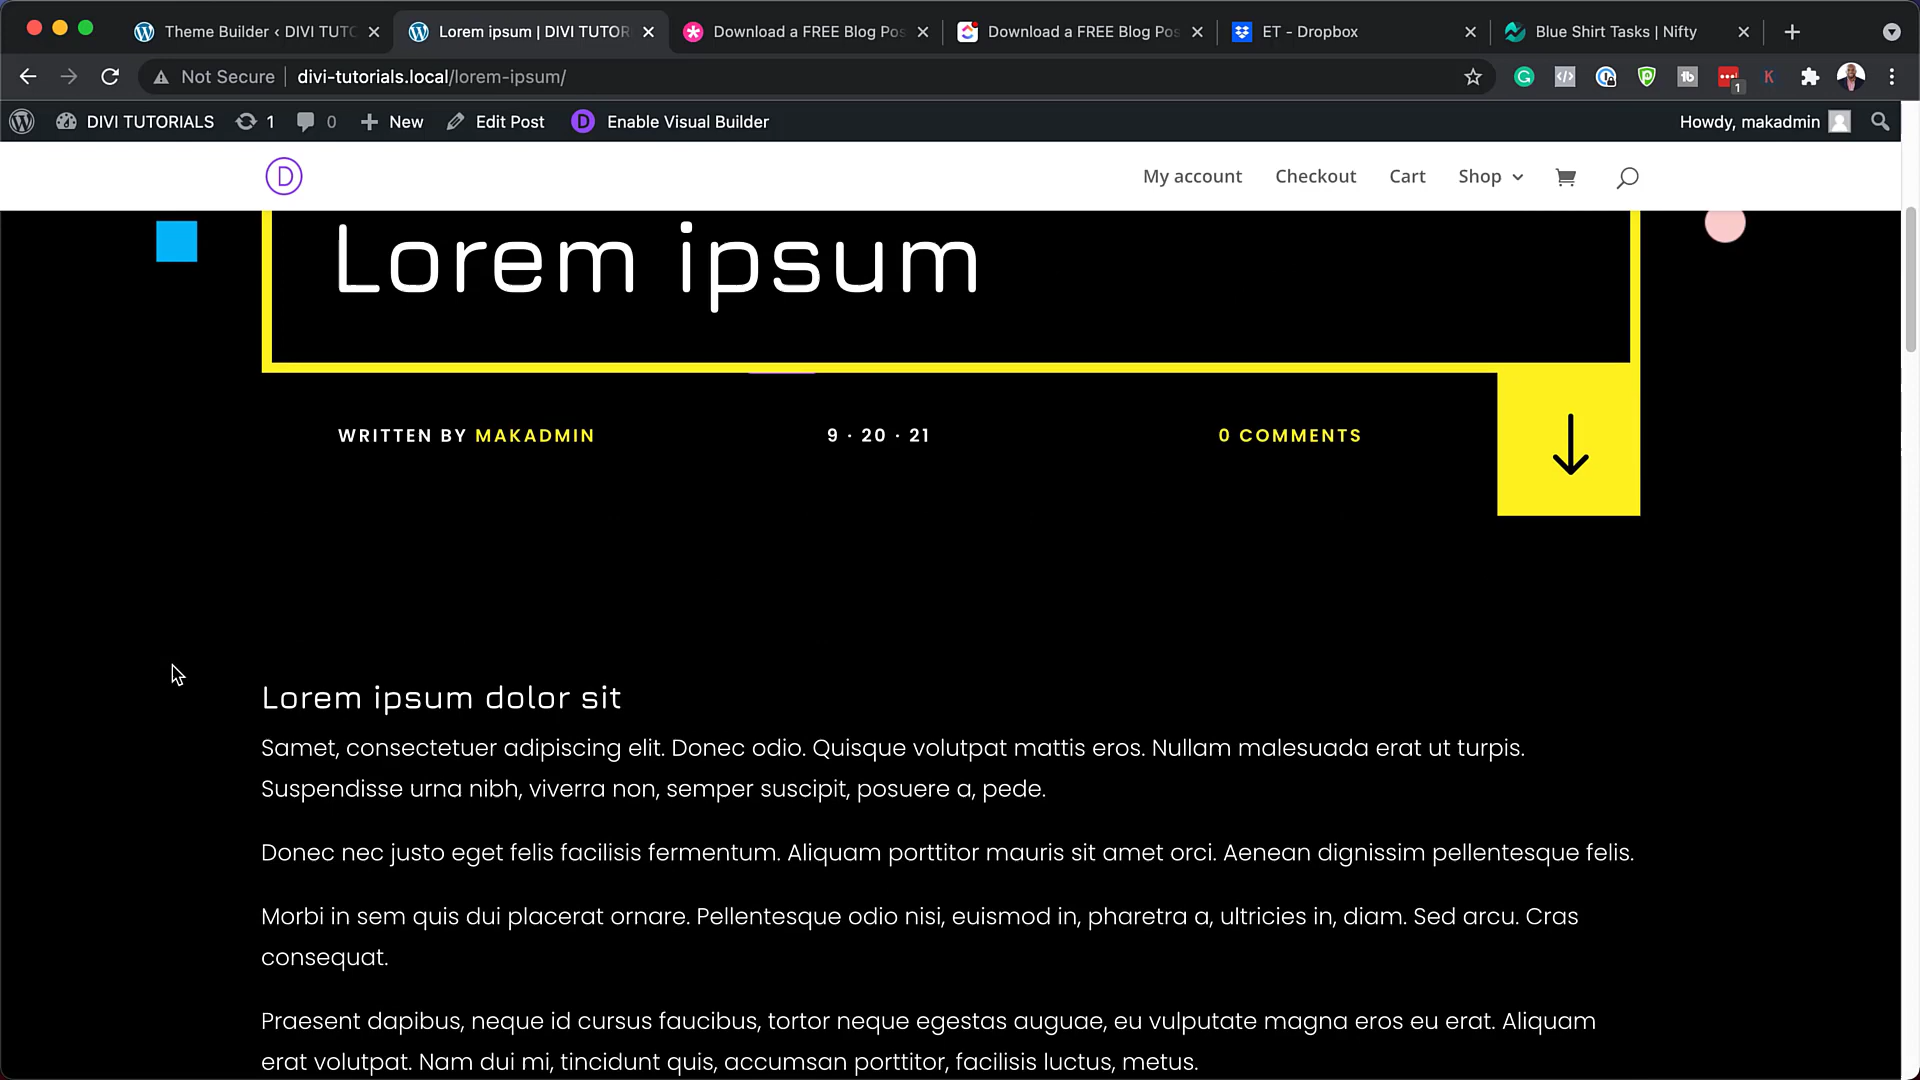 Theme Builder ‹ DIVI TUTO
Lorem ipsum | DIVI TUTOR
Download a FREE Blog Pos
Download a FREE Blog Pos
ET - Dropbox
Blue Shirt Tasks | Nifty
Not Secure
divi-tutorials.local/lorem-ipsum/
1
DIVI TUTORIALS
1
0
New
Edit Post
Enable Visual Builder
Howdy, makadmin
My account
Checkout
Cart
Shop
Lorem ipsum
WRITTEN BY MAKADMIN
9 · 20 · 21
0 COMMENTS
Lorem ipsum dolor sit
Samet, consectetuer adipiscing elit. Donec odio. Quisque volutpat mattis eros. Nullam malesuada erat ut turpis.
Suspendisse urna nibh, viverra non, semper suscipit, posuere a, pede.
Donec nec justo eget felis facilisis fermentum. Aliquam porttitor mauris sit amet orci. Aenean dignissim pellentesque felis.
Morbi in sem quis dui placerat ornare. Pellentesque odio nisi, euismod in, pharetra a, ultricies in, diam. Sed arcu. Cras
consequat.
Praesent dapibus, neque id cursus faucibus, tortor neque egestas auguae, eu vulputate magna eros eu erat. Aliquam
erat volutpat. Nam dui mi, tincidunt quis, accumsan porttitor, facilisis luctus, metus.